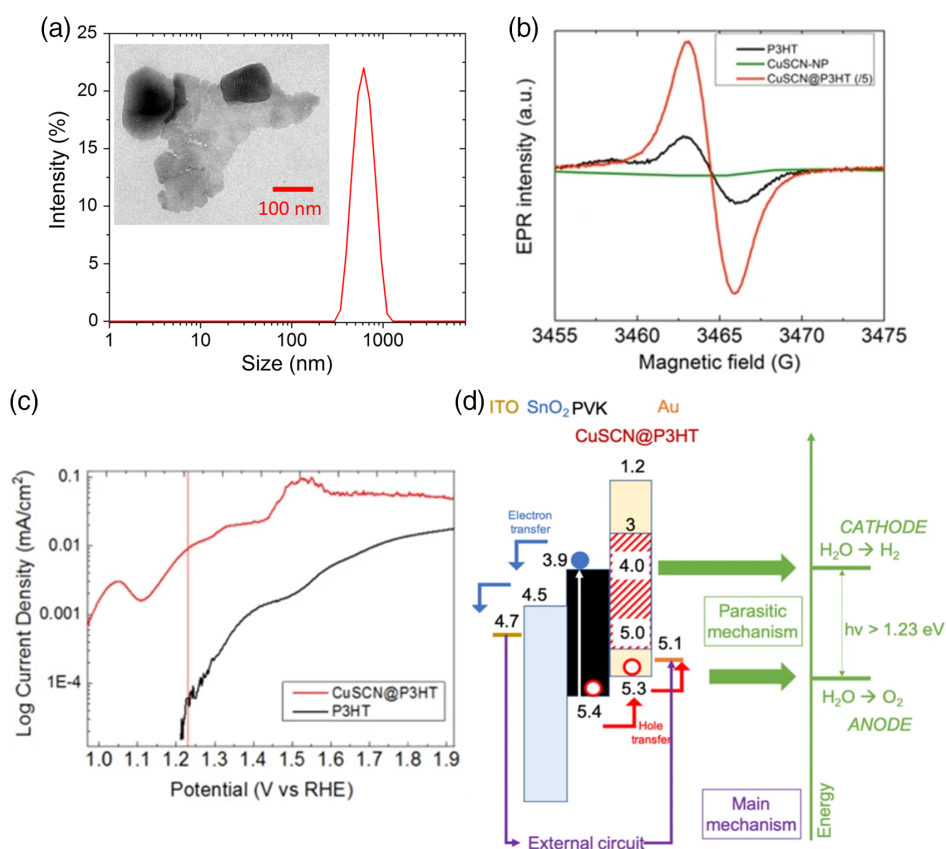 (a)
25
20
15
10
5
0
Intensity (%)
100 nm
1
10
100
1000
Size (nm)
(b)
P3HT
CuSCN-NP
CuSCN@P3HT (/5)
EPR intensity (a.u.)
3455
3460
3465
3470
3475
Magnetic field (G)
(c)
0.1
0.01
0.001
1E-4
Log Current Density (mA/cm²)
CuSCN@P3HT
P3HT
1.0
1.1
1.2
1.3
1.4
1.5
1.6
1.7
1.8
1.9
Potential (V vs RHE)
(d)
ITO
SnO₂
PVK
Au
CuSCN@P3HT
1.2
Electron
transfer
3
3.9
4.0
4.5
4.7
5.0
5.1
5.3
5.4
Hole
transfer
External circuit
CATHODE
H₂O → H₂
Parasitic
mechanism
hν > 1.23 eV
H₂O → O₂
ANODE
Main
mechanism
Energy